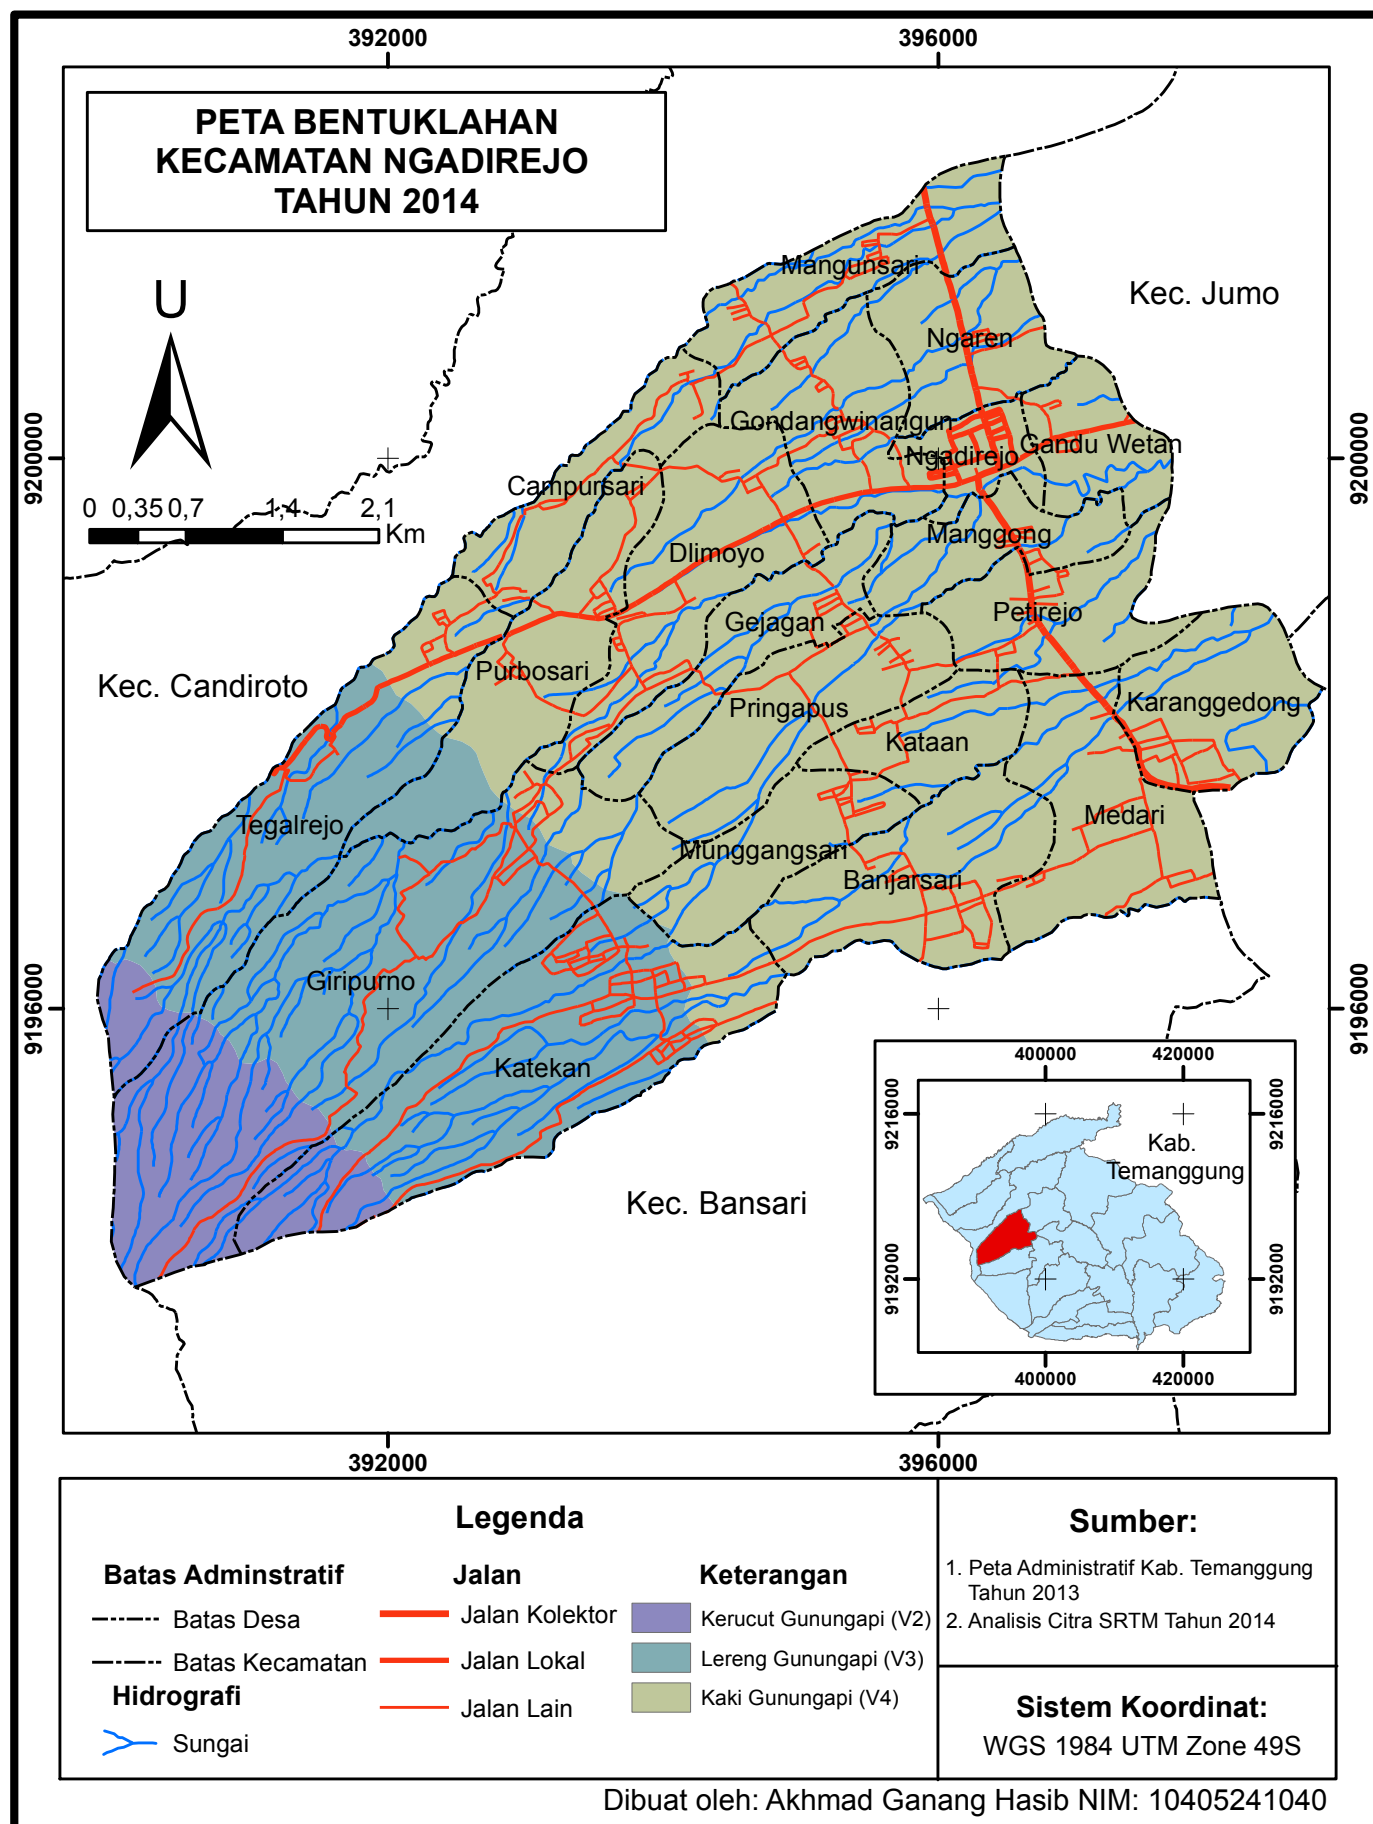 392000
396000
PETA BENTUKLAHAN
KECAMATAN NGADIREJO
TAHUN 2014
U
0 0,35 0,7 1,4 2,1
Km
9200000
9200000
9196000
9196000
Kec. Jumo
Kec. Candiroto
Kec. Bansari
Mangunsari
Ngaren
Gondangwinangun
Gandu Wetan
Ngadirejo
Campursari
Manggong
Dlimoyo
Petirejo
Gejagan
Purbosari
Karanggedong
Pringapus
Kataan
Tegalrejo
Medari
Munggangsari
Banjarsari
Giripurno
Katekan
400000
420000
9216000
9216000
Kab.
Temanggung
9192000
9192000
400000
420000
392000
396000
Legenda
Batas Adminstratif
Batas Desa
Batas Kecamatan
Hidrografi
Sungai
Jalan
Jalan Kolektor
Jalan Lokal
Jalan Lain
Keterangan
Kerucut Gunungapi (V2)
Lereng Gunungapi (V3)
Kaki Gunungapi (V4)
Sumber:
1. Peta Administratif Kab. Temanggung
Tahun 2013
2. Analisis Citra SRTM Tahun 2014
Sistem Koordinat:
WGS 1984 UTM Zone 49S
Dibuat oleh: Akhmad Ganang Hasib NIM: 10405241040